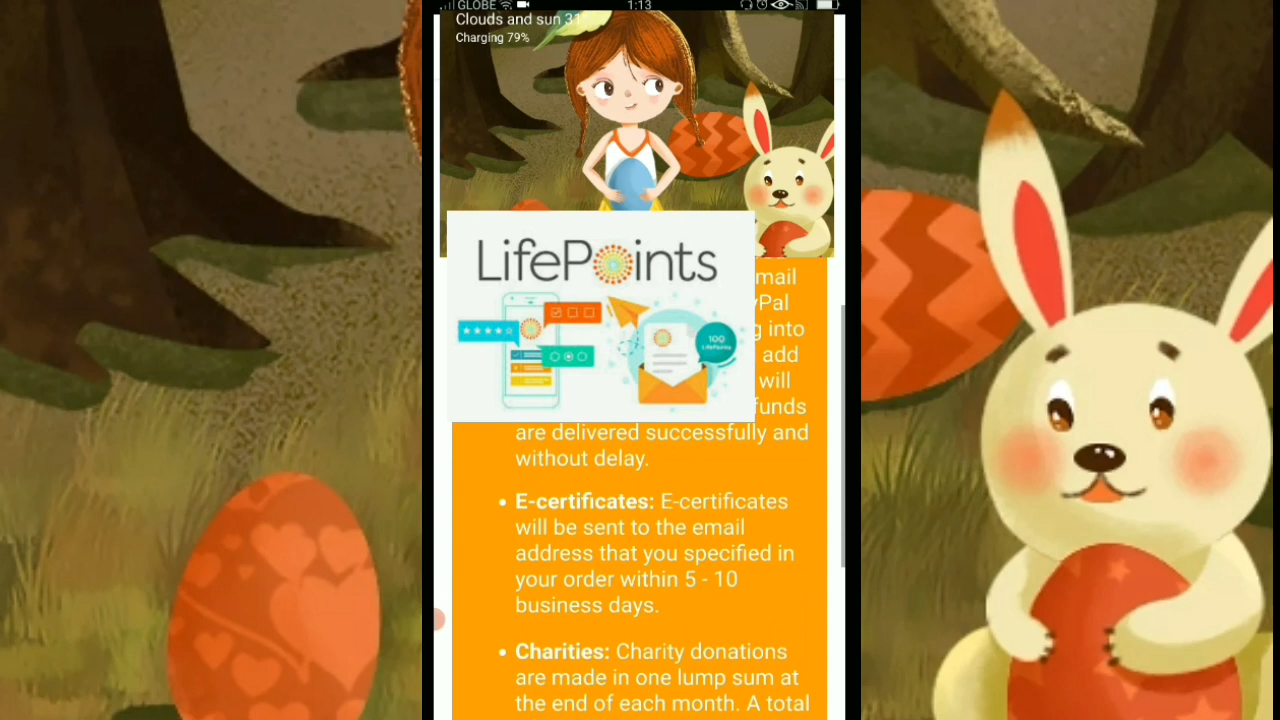 GLOBE 1:13
Clouds and sun 31°
Charging 79%
LifePoints
100
LifePoints
mail
Pal
g into
add
will
funds
are delivered successfully and
without delay.
• E-certificates: E-certificates
will be sent to the email
address that you specified in
your order within 5 - 10
business days.
• Charities: Charity donations
are made in one lump sum at
the end of each month. A total